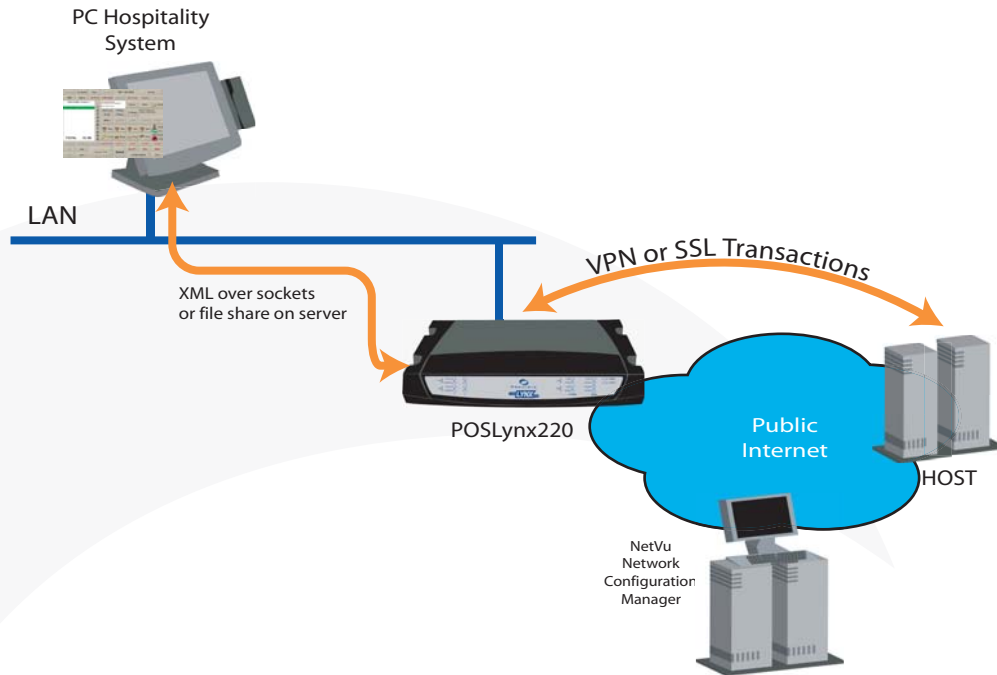 PC Hospitality
System
LAN
VPN or SSL Transactions
XML over sockets
or file share on server
LYNX
POSLynx220
Public
Internet
HOST
NetVu
Network
Configuration
Manager